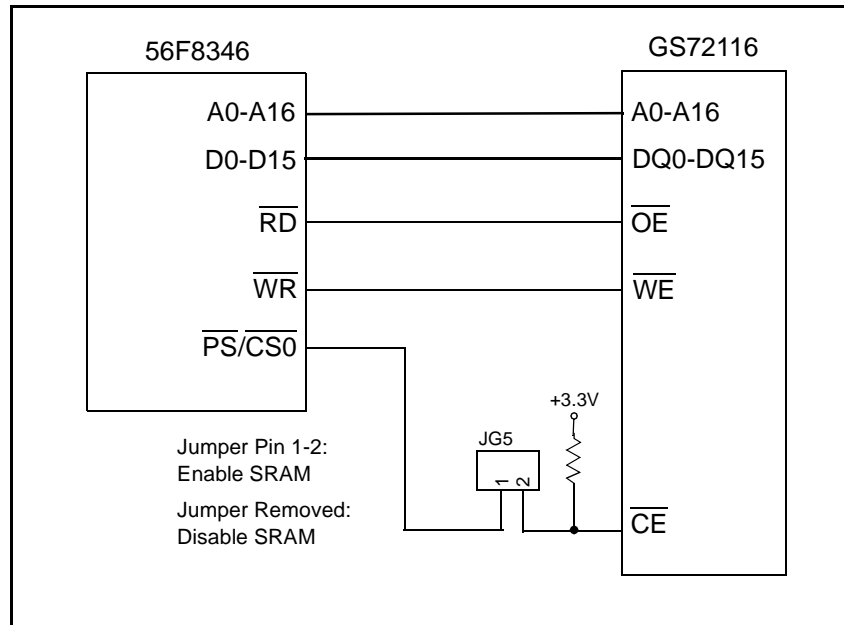 56F8346
GS72116
A0-A16
A0-A16
D0-D15
DQ0-DQ15
RD
OE
WR
WE
PS/CS0
+3.3V
JG5
1
2
Jumper Pin 1-2:
Enable SRAM
Jumper Removed:
Disable SRAM
CE